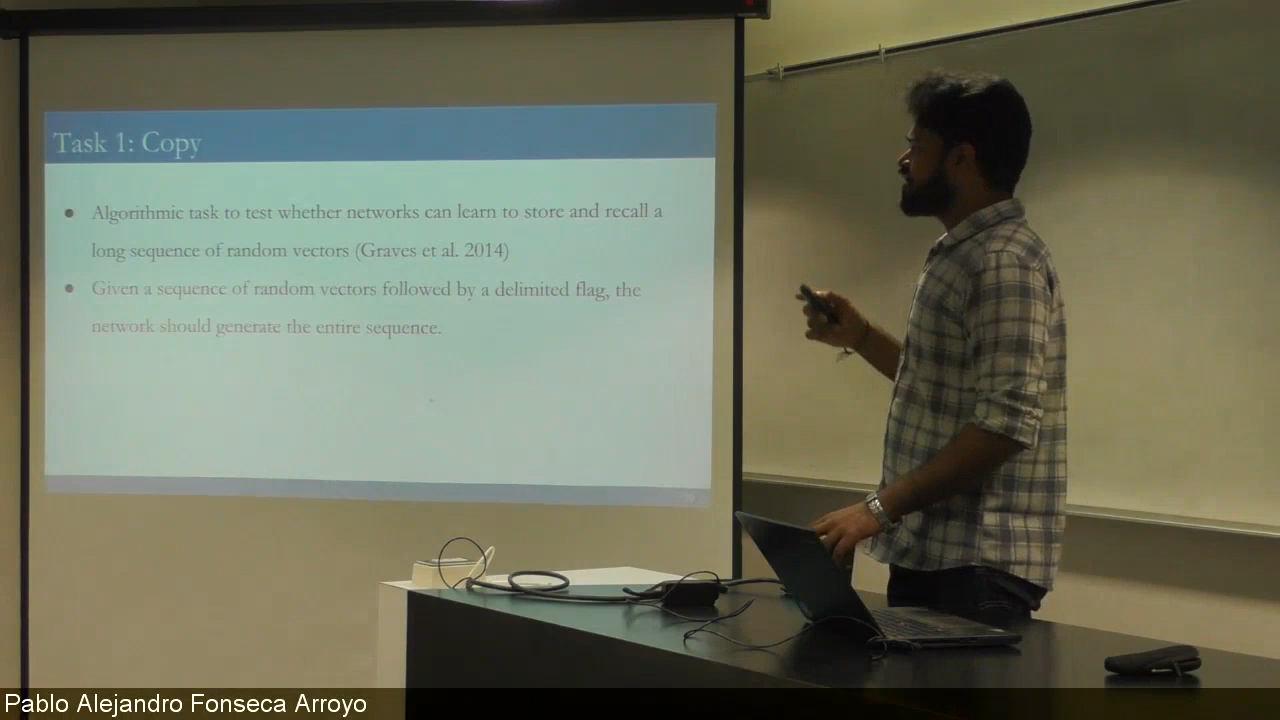 Task 1: Copy
● Algorithmic task to test whether networks can learn to store and recall a
long sequence of random vectors (Graves et al. 2014)
● Given a sequence of random vectors followed by a delimited flag, the
network should generate the entire sequence.
Pablo Alejandro Fonseca Arroyo